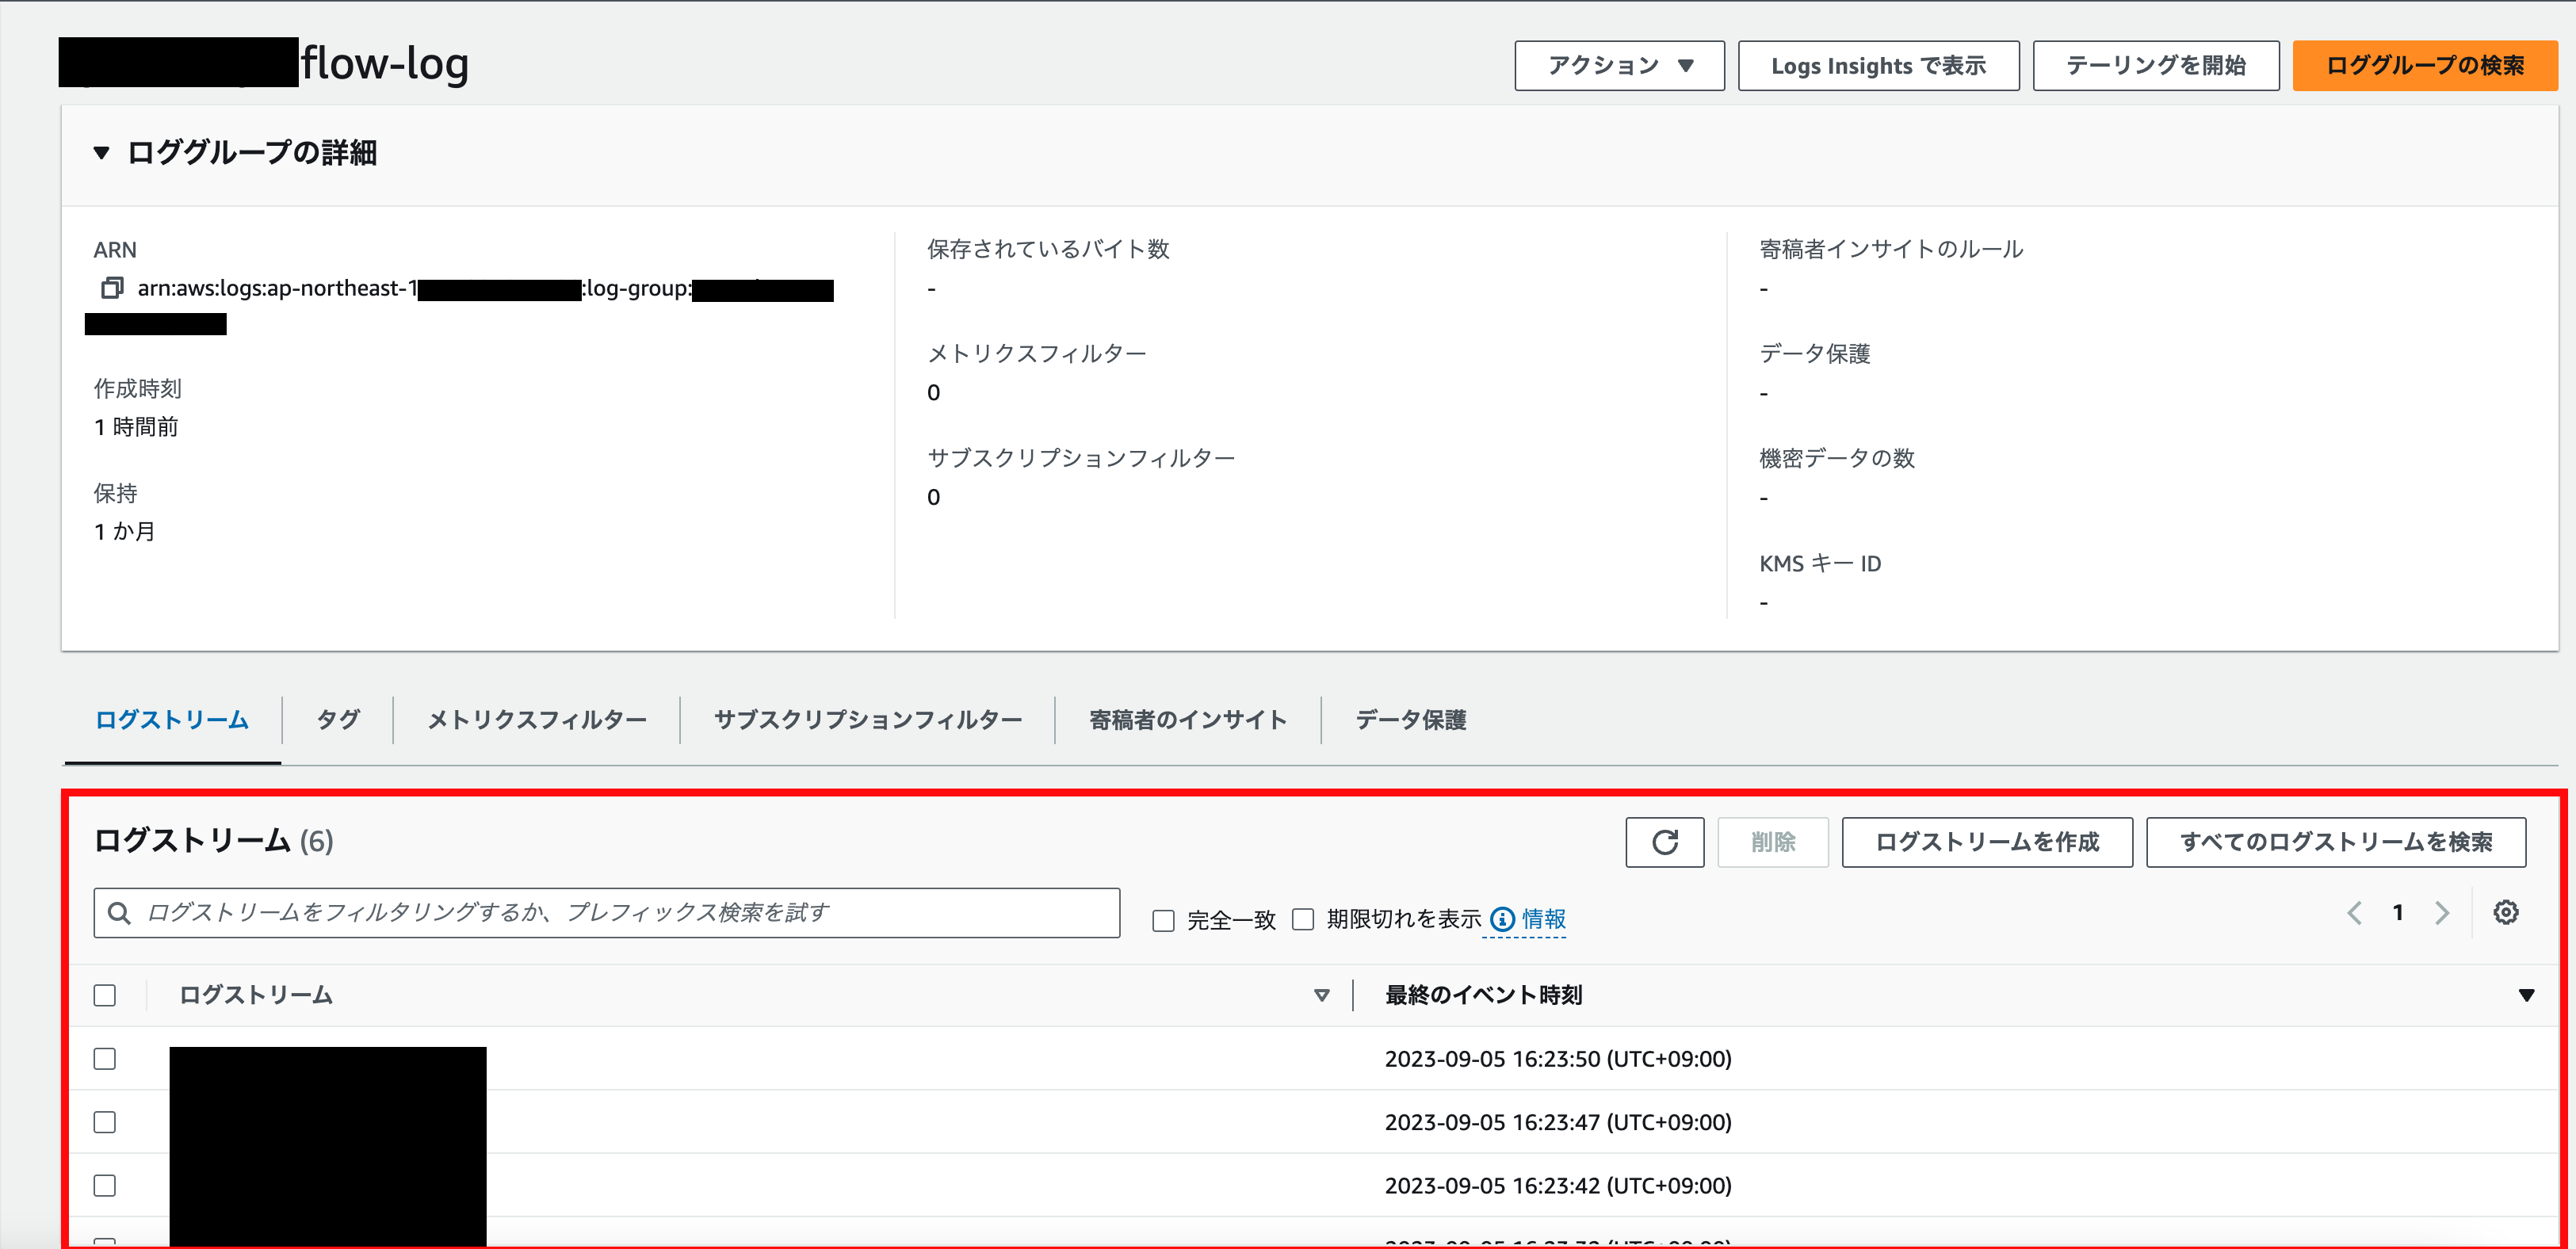 flow-log
アクション ▼ Logs Insights で表示 テーリングを開始 ロググループの検索
▼ ロググループの詳細
ARN
arn:aws:logs:ap-northeast-1 :log-group:
作成時刻
1 時間前
保持
1 か月
保存されているバイト数
-
メトリクスフィルター
0
サブスクリプションフィルター
0
寄稿者インサイトのルール
-
データ保護
-
機密データの数
-
KMS キー ID
-
ログストリーム タグ メトリクスフィルター サブスクリプションフィルター 寄稿者のインサイト データ保護
ログストリーム (6) 削除 ログストリームを作成 すべてのログストリームを検索
ログストリームをフィルタリングするか、プレフィックス検索を試す 完全一致 期限切れを表示 情報 1
ログストリーム 最終のイベント時刻
2023-09-05 16:23:50 (UTC+09:00)
2023-09-05 16:23:47 (UTC+09:00)
2023-09-05 16:23:42 (UTC+09:00)